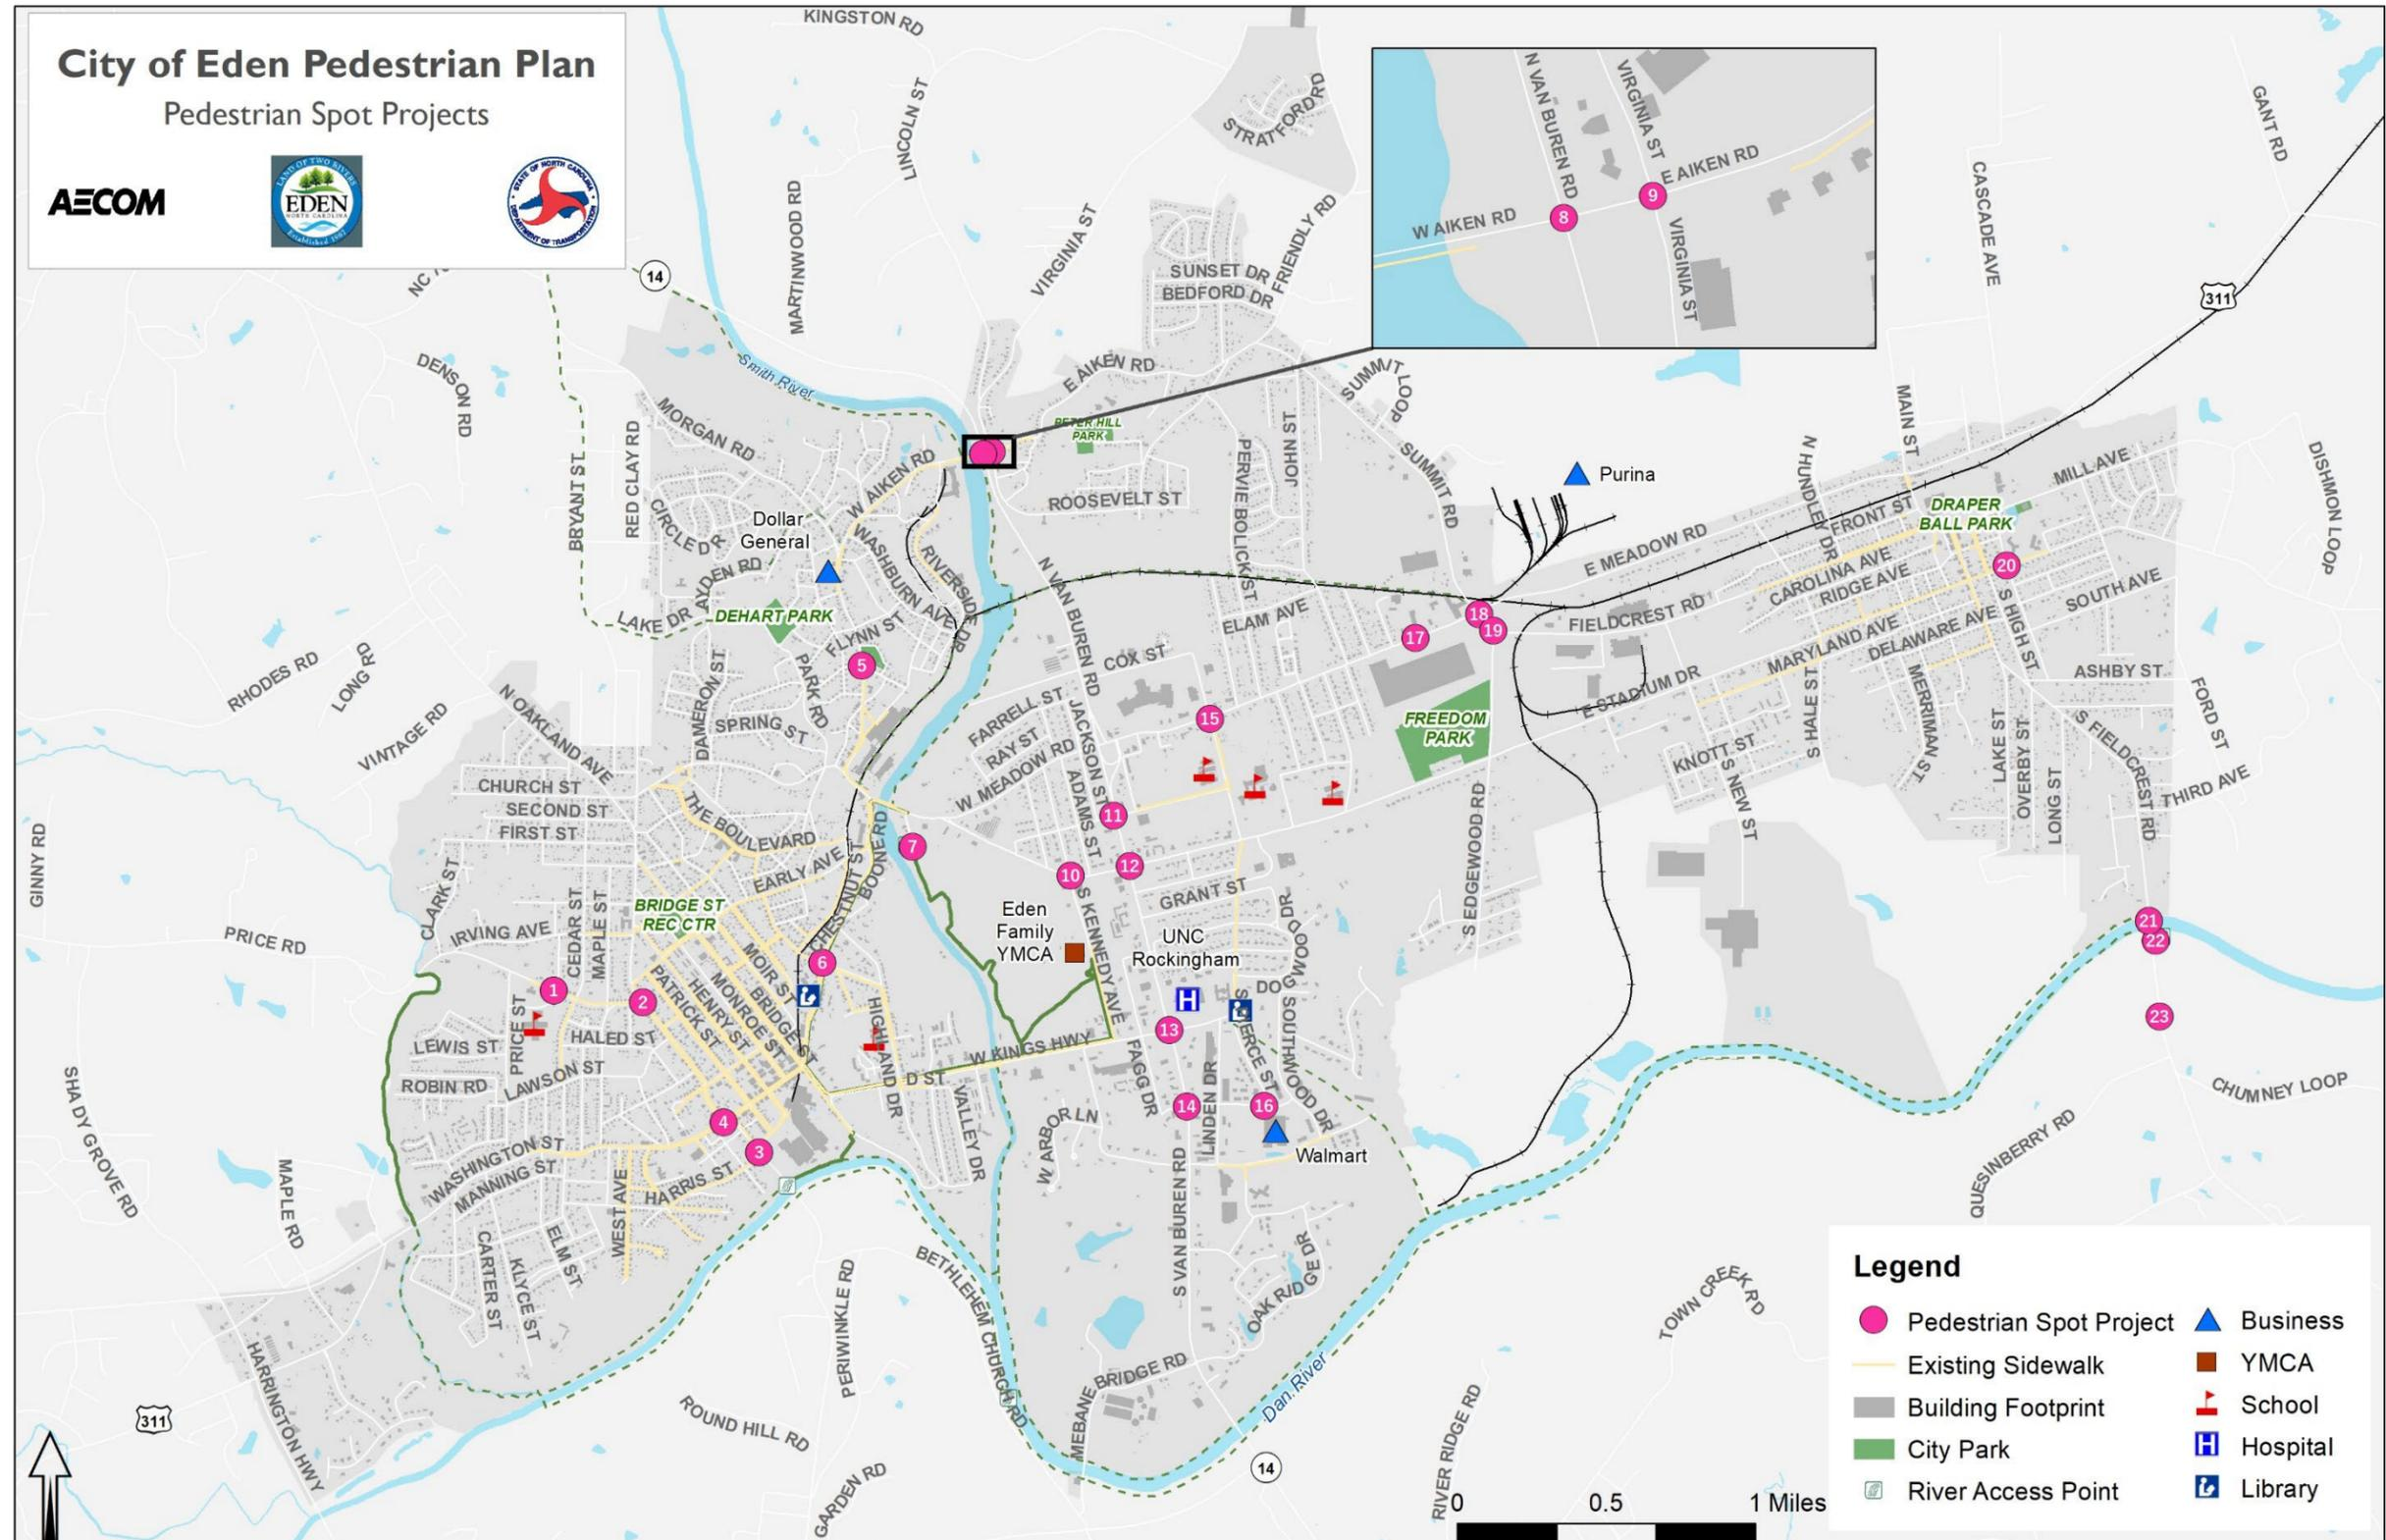 City of Eden Pedestrian Plan
Pedestrian Spot Projects
AECOM
LAND OF TWO RIVERS
EDEN
NORTH CAROLINA
STATE OF NORTH CAROLINA
DEPARTMENT OF TRANSPORTATION
KINGSTON RD
LINCOLN ST
STRATFORD RD
MARTINWOOD RD
VIRGINIA ST
FRIENDLY RD
SUNSET DR
BEDFORD DR
N VAN BUREN RD
VIRGINIA ST
E AIKEN RD
W AIKEN RD
VIRGINIA ST
8
9
GANT RD
CASCADE AVE
311
14
Smith River
DENSON RD
MORGAN RD
BRYANT ST
RED CLAY RD
CIRCLE DR
W AIKEN RD
E AIKEN RD
PETER HILL
PARK
SUMMIT LOOP
SUMMIT RD
JOHN ST
PERVIE BOLICK ST
ROOSEVELT ST
Purina
MAIN ST
N HUNDLEY DR
MILL AVE
DISHMON LOOP
DRAPER
BALL PARK
FRONT ST
E MEADOW RD
CAROLINA AVE
RIDGE AVE
20
Dollar
General
WASHBURN AVE
RIVERSIDE DR
AYDEN RD
LAKE DR
DEHART PARK
FLYNN ST
5
N VAN BUREN RD
ELAM AVE
COX ST
17
18
19
FIELDCREST RD
MARYLAND AVE
DELAWARE AVE
S HIGH ST
SOUTH AVE
ASHBY ST
E STADIUM DR
S HALE ST
MERRIMAN ST
RHODES RD
LONG RD
VINTAGE RD
N OAKLAND AVE
DAMERON ST
PARK RD
SPRING ST
FARRELL ST
RAY ST
W MEADOW RD
JACKSON ST
ADAMS ST
15
FREEDOM
PARK
KNOTT ST
S NEW ST
LAKE ST
OVERBY ST
LONG ST
S FIELDCREST RD
FORD ST
THIRD AVE
CHURCH ST
SECOND ST
FIRST ST
THE BOULEVARD
EARLY AVE
CHESTNUT ST
BOONE RD
7
11
12
10
GINNY RD
CLARK ST
PRICE RD
IRVING AVE
CEDAR ST
MAPLE ST
BRIDGE ST
REC CTR
GRANT ST
S EDGEWOOD RD
Eden
Family
YMCA
S KENNEDY AVE
UNC
Rockingham
H
DOGWOOD DR
S PIERCE ST
SOUTHWOOD DR
21
22
23
1
2
6
MOIR ST
BRIDGE ST
MONROE ST
HENRY ST
PATRICK ST
HIGHLAND DR
PRICE ST
LEWIS ST
HALED ST
ROBIN RD
LAWSON ST
W KINGS HWY
D ST
VALLEY DR
13
14
16
FAGG DR
LINDEN DR
W ARBOR LN
Walmart
4
3
SHADY GROVE RD
MAPLE RD
WASHINGTON ST
MANNING ST
HARRIS ST
WEST AVE
CARTER ST
KLYCE ST
ELM ST
S VAN BUREN RD
OAK RIDGE DR
BETHLEHEM CHURCH RD
PERIWINKLE RD
MEBANE BRIDGE RD
Dan River
CHUMNEY LOOP
QUESINBERRY RD
TOWN CREEK RD
HARRINGTON HWY
311
ROUND HILL RD
GARDEN RD
14
RIVER RIDGE RD
0
0.5
1 Miles
Legend
Pedestrian Spot Project
Existing Sidewalk
Building Footprint
City Park
River Access Point
Business
YMCA
School
H
Hospital
Library